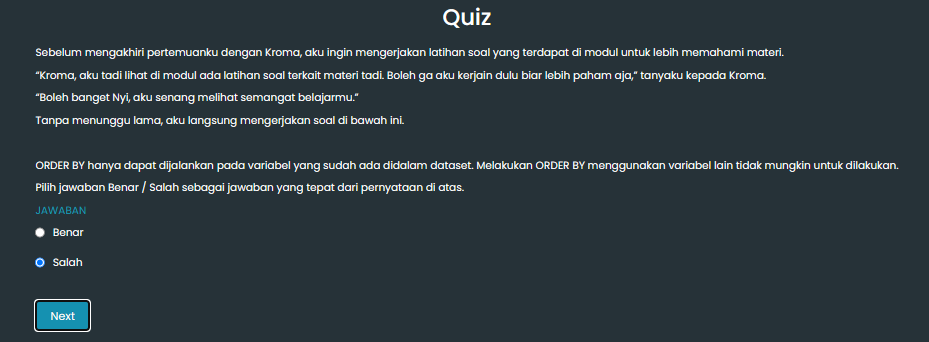 Quiz
Sebelum mengakhiri pertemuanku dengan Kroma, aku ingin mengerjakan latihan soal yang terdapat di modul untuk lebih memahami materi.
“Kroma, aku tadi lihat di modul ada latihan soal terkait materi tadi. Boleh ga aku kerjain dulu biar lebih paham aja,” tanyaku kepada Kroma.
“Boleh banget Nyi, aku senang melihat semangat belajarmu.”
Tanpa menunggu lama, aku langsung mengerjakan soal di bawah ini.
ORDER BY hanya dapat dijalankan pada variabel yang sudah ada didalam dataset. Melakukan ORDER BY menggunakan variabel lain tidak mungkin untuk dilakukan.
Pilih jawaban Benar / Salah sebagai jawaban yang tepat dari pernyataan di atas.
JAWABAN
Benar
Salah
Next